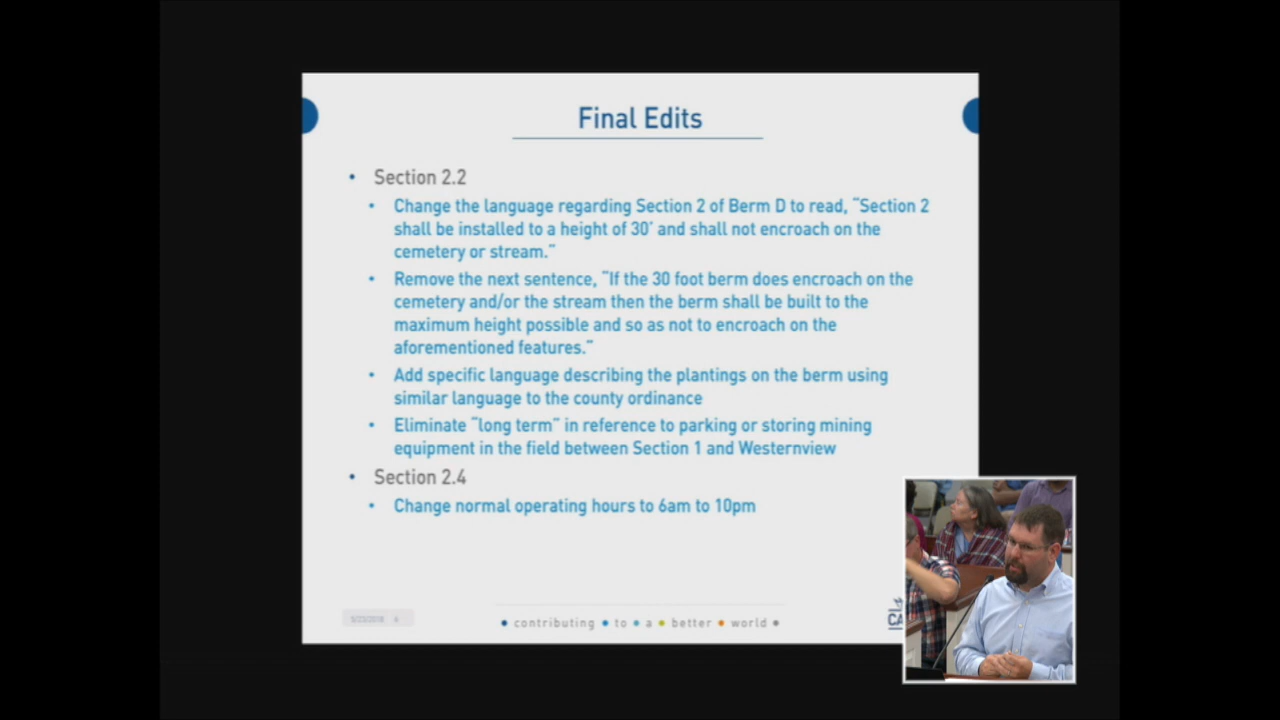 Final Edits
• Section 2.2
• Change the language regarding Section 2 of Berm D to read, "Section 2
shall be installed to a height of 30' and shall not encroach on the
cemetery or stream."
• Remove the next sentence, "If the 30 foot berm does encroach on the
cemetery and/or the stream then the berm shall be built to the
maximum height possible and so as not to encroach on the
aforementioned features."
• Add specific language describing the plantings on the berm using
similar language to the county ordinance
• Eliminate "long term" in reference to parking or storing mining
equipment in the field between Section 1 and Westernview
• Section 2.4
• Change normal operating hours to 6am to 10pm
• contributing • to • a • better • world •